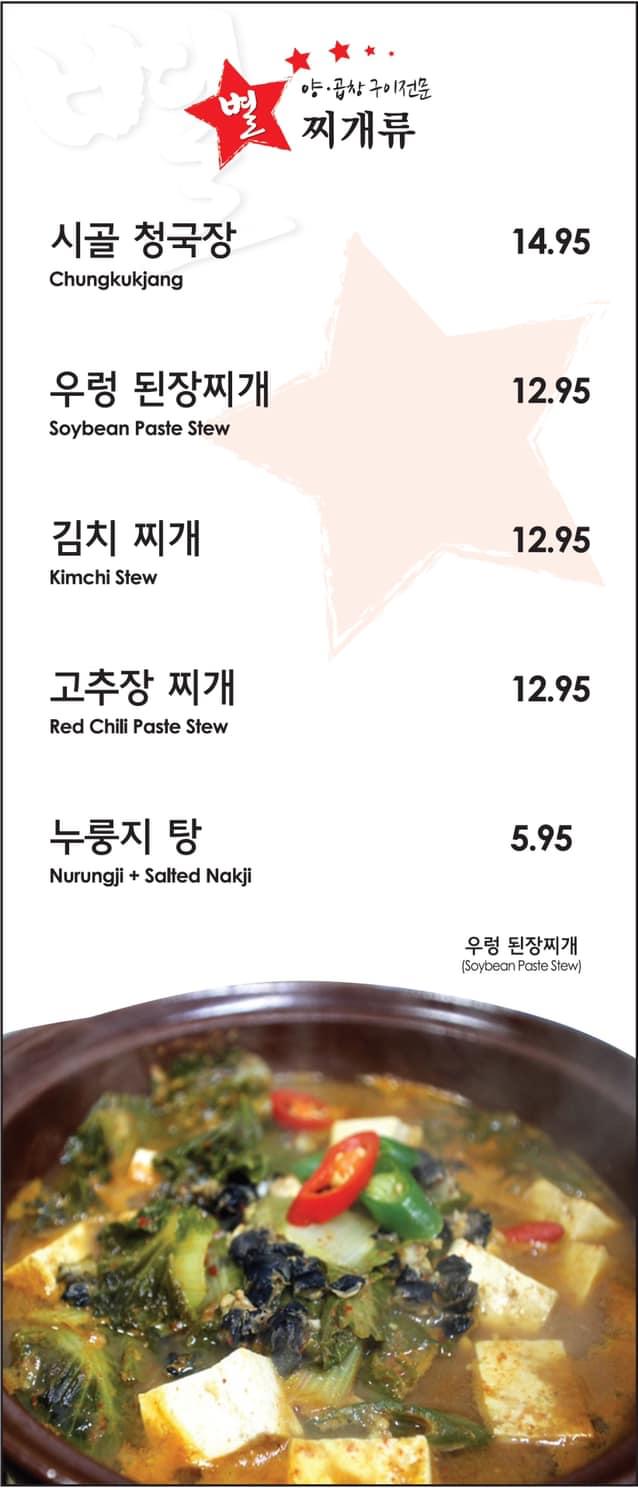 별
양·곱창 구이전문
찌개류
시골 청국장 14.95
Chungkukjang
우렁 된장찌개 12.95
Soybean Paste Stew
김치 찌개 12.95
Kimchi Stew
고추장 찌개 12.95
Red Chili Paste Stew
누룽지 탕 5.95
Nurungji + Salted Nakji
우렁 된장찌개
(Soybean Paste Stew)